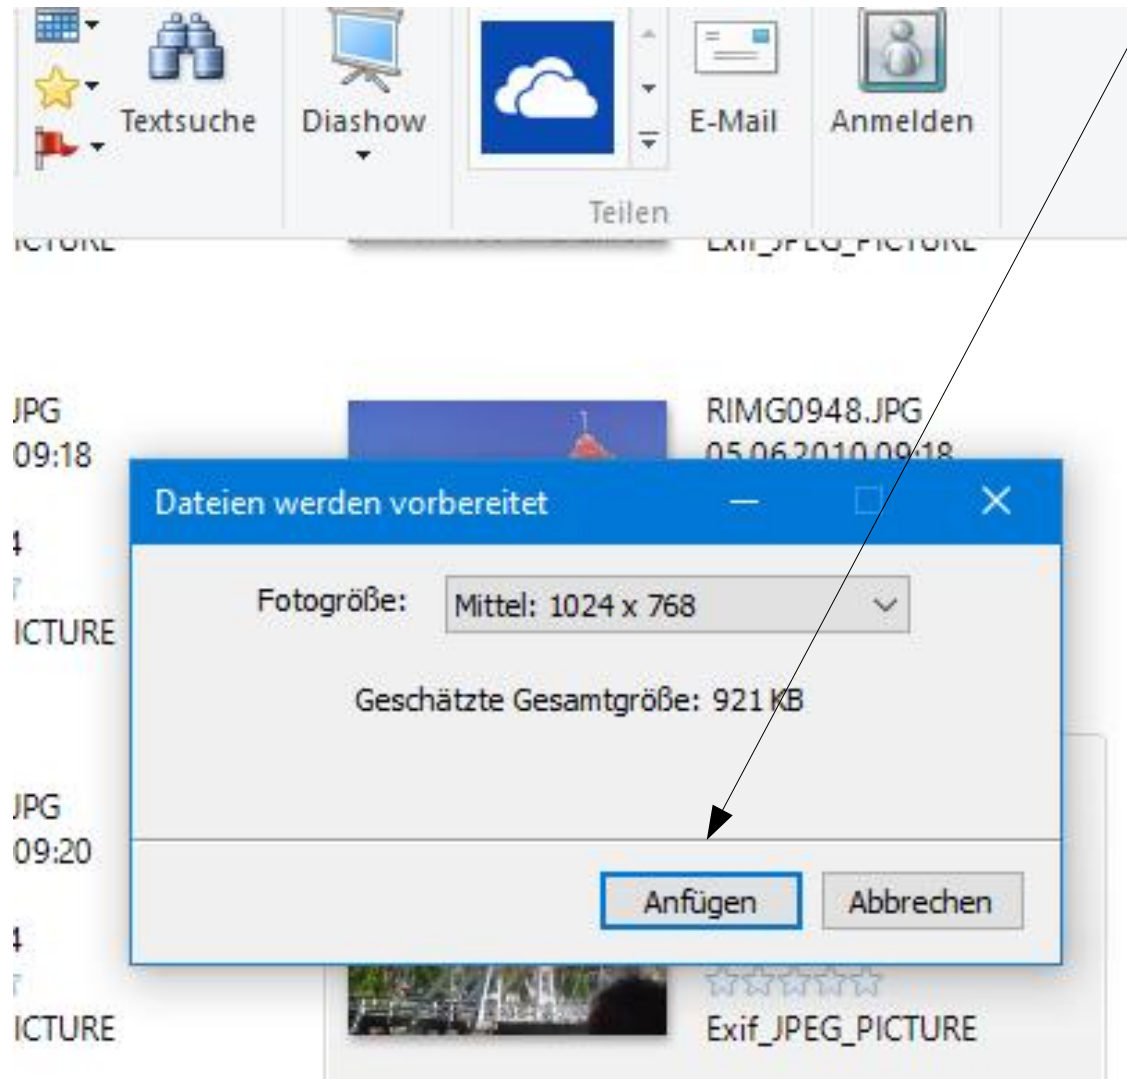 Textsuche
Diashow
E-Mail
Anmelden
Teilen
ICTURE
Exif_JPEG_PICTURE
JPG
09:18
RIMG0948.JPG
05.06.2010 09:18
Dateien werden vorbereitet
4
Fotogröße:
Mittel: 1024 x 768
ICTURE
Geschätzte Gesamtgröße: 921 KB
JPG
09:20
Anfügen
Abbrechen
4
ICTURE
Exif_JPEG_PICTURE